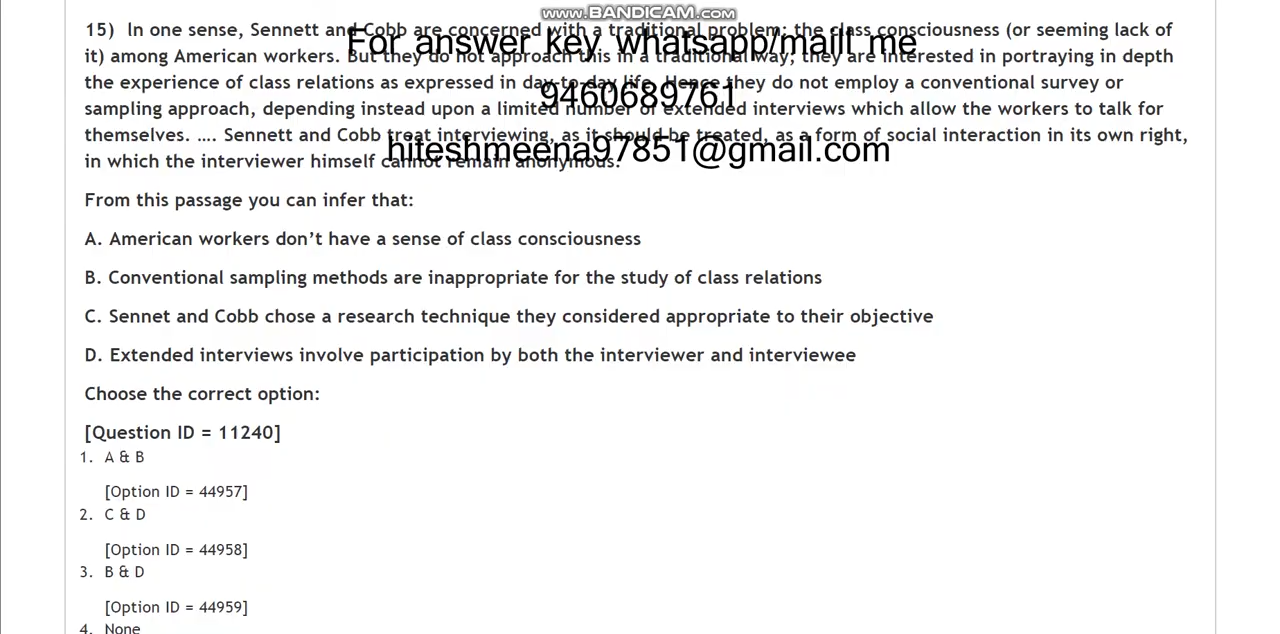 www.BANDICAM.com
15) In one sense, Sennett and Cobb are concerned with a traditional problem: the class consciousness (or seeming lack of
For answer key whatsapp/mail me
it) among American workers. But they do not approach this in a traditional way; they are interested in portraying in depth
the experience of class relations as expressed in day-to-day life. Hence they do not employ a conventional survey or
9460689761
sampling approach, depending instead upon a limited number of extended interviews which allow the workers to talk for
themselves. .... Sennett and Cobb treat interviewing, as it should be treated, as a form of social interaction in its own right,
hiteshmeena97851@gmail.com
in which the interviewer himself cannot remain anonymous.
From this passage you can infer that:
A. American workers don't have a sense of class consciousness
B. Conventional sampling methods are inappropriate for the study of class relations
C. Sennet and Cobb chose a research technique they considered appropriate to their objective
D. Extended interviews involve participation by both the interviewer and interviewee
Choose the correct option:
[Question ID = 11240]
1. A & B
[Option ID = 44957]
2. C & D
[Option ID = 44958]
3. B & D
[Option ID = 44959]
4. None